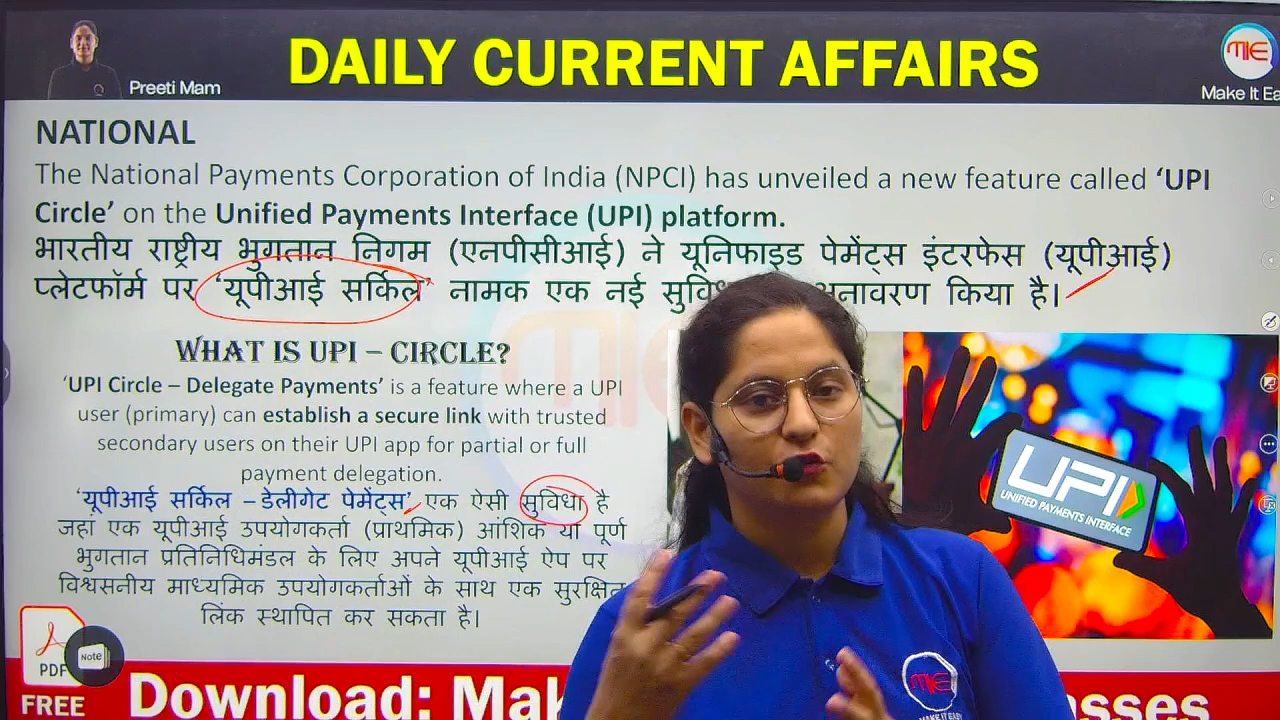 DAILY CURRENT AFFAIRS
Preeti Mam
MIE
Make It Ea
NATIONAL
The National Payments Corporation of India (NPCI) has unveiled a new feature called ‘UPI
Circle’ on the Unified Payments Interface (UPI) platform.
भारतीय राष्ट्रीय भुगतान निगम (एनपीसीआई) ने यूनिफाइड पेमेंट्स इंटरफेस (यूपीआई)
प्लेटफॉर्म पर ‘यूपीआई सर्किल’ नामक एक नई सुवि अनावरण किया है।
WHAT IS UPI – CIRCLE?
‘UPI Circle – Delegate Payments’ is a feature where a UPI
user (primary) can establish a secure link with trusted
secondary users on their UPI app for partial or full
payment delegation.
‘यूपीआई सर्किल – डेलीगेट पेमेंट्स’ एक ऐसी सुविधा है
जहां एक यूपीआई उपयोगकर्ता (प्राथमिक) आंशिक या पूर्ण
भुगतान प्रतिनिधिमंडल के लिए अपने यूपीआई ऐप पर
विश्वसनीय माध्यमिक उपयोगकर्ताओं के साथ एक सुरक्षित
लिंक स्थापित कर सकता है।
UPI
UNIFIED PAYMENTS INTERFACE
PDF
Note
FREE
Download: Mak asses
MIE
MAKE IT EASY